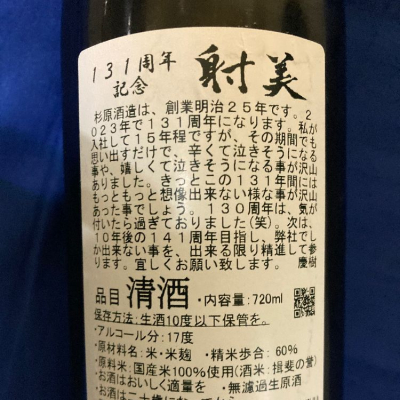 131周年
記念
射美
杉原酒造は、創業明治25年です。2
023年で131周年になります。私が
入社して15年程ですが、その期間でも
思い出すだけで、辛くて泣きそうになる
事や、嬉しくて泣きそうになる事が沢山
ありました。きっとこの131年間には
もっともっと想像出来ない様な事が沢山
あった事でしょう。130周年は、気が
付いたら過ぎておりました(笑)。次は、
10年後の141周年目指し、弊社でし
か出来ない事を、出来る限り精進して参
ります。宜しくお願い致します。 慶樹
品目 清酒 ・内容量:720ml
保存方法:生酒10度以下保管を。
・アルコール分:17度
・原材料名:米・米麹 ・精米歩合:60%
・原料米:国産米100%使用(酒米:揖斐の誉)
・お酒はおいしく適量を ・無濾過生原酒